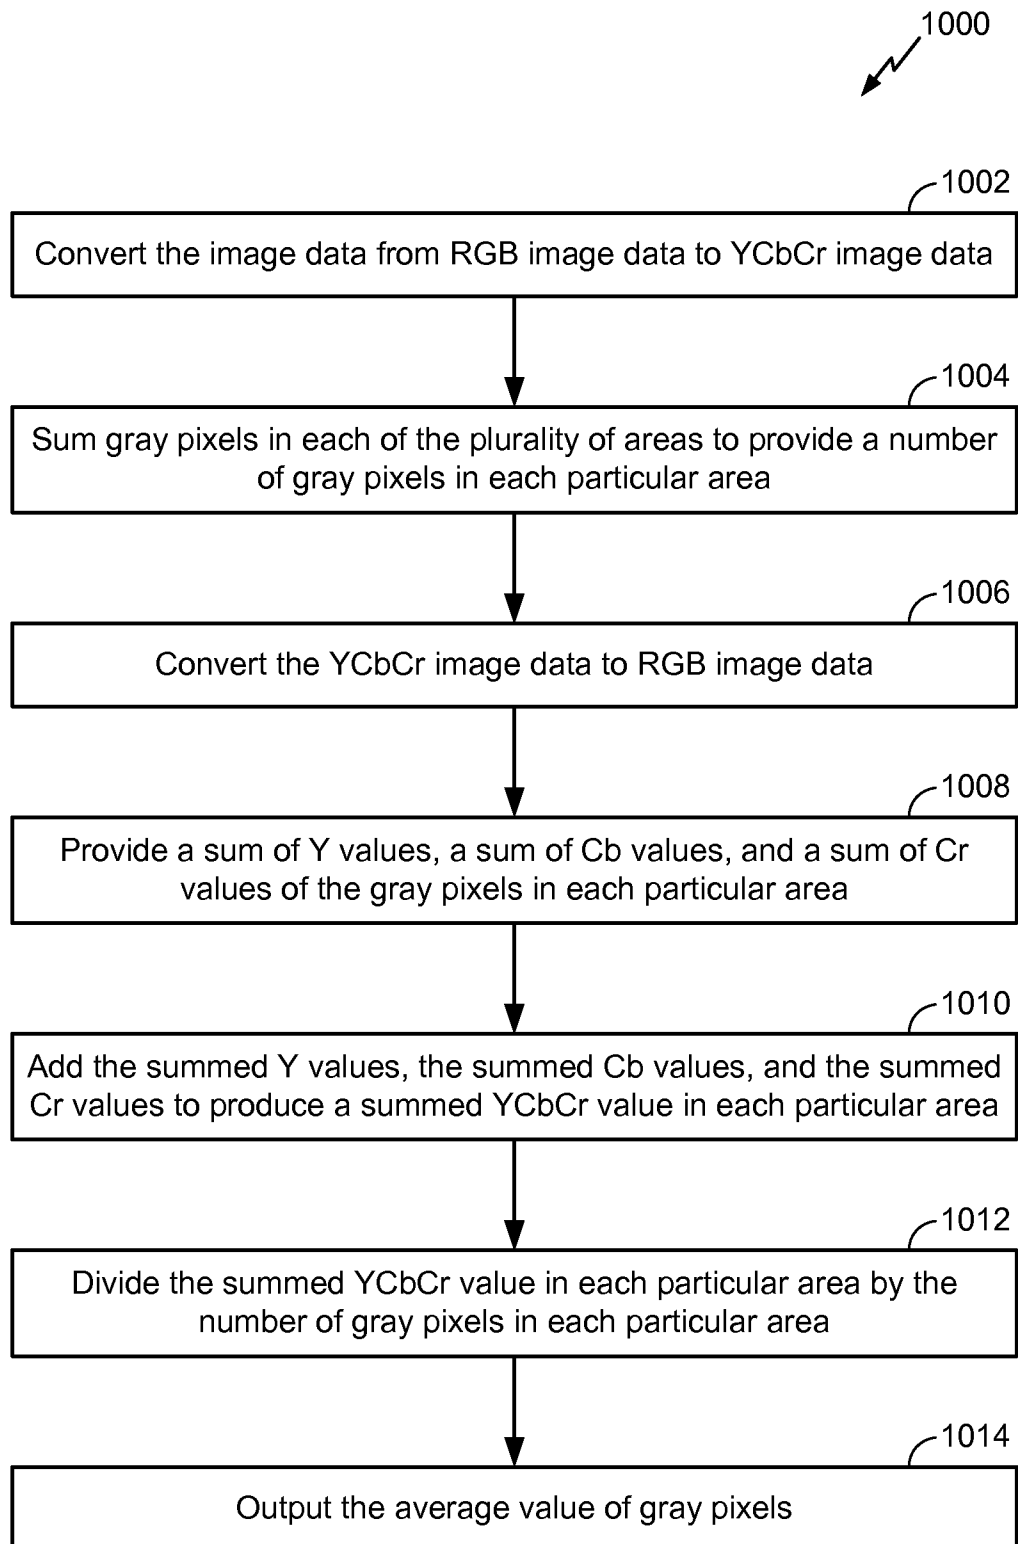 1000
1002
Convert the image data from RGB image data to YCbCr image data
1004
Sum gray pixels in each of the plurality of areas to provide a number
of gray pixels in each particular area
1006
Convert the YCbCr image data to RGB image data
1008
Provide a sum of Y values, a sum of Cb values, and a sum of Cr
values of the gray pixels in each particular area
1010
Add the summed Y values, the summed Cb values, and the summed
Cr values to produce a summed YCbCr value in each particular area
1012
Divide the summed YCbCr value in each particular area by the
number of gray pixels in each particular area
1014
Output the average value of gray pixels